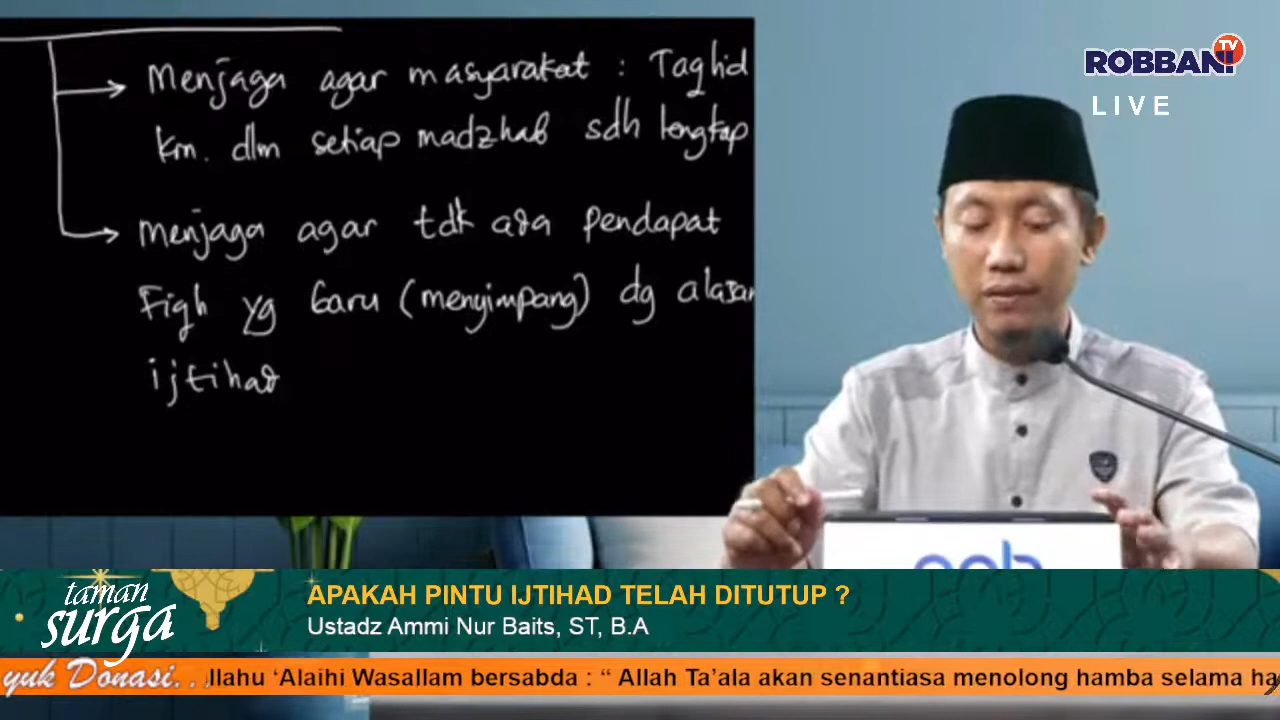 Menjaga agar masyarakat : Taqlid
krn. dlm setiap madzhab sdh lengkap
Menjaga agar tdk ada pendapat
Fiqh yg baru (menyimpang) dg alasan
ijtihad
ROBBANI TV
LIVE
taman
surga
APAKAH PINTU IJTIHAD TELAH DITUTUP ?
Ustadz Ammi Nur Baits, ST, B.A
yuk Donasi. . .
llahu ‘Alaihi Wasallam bersabda : “ Allah Ta’ala akan senantiasa menolong hamba selama ha